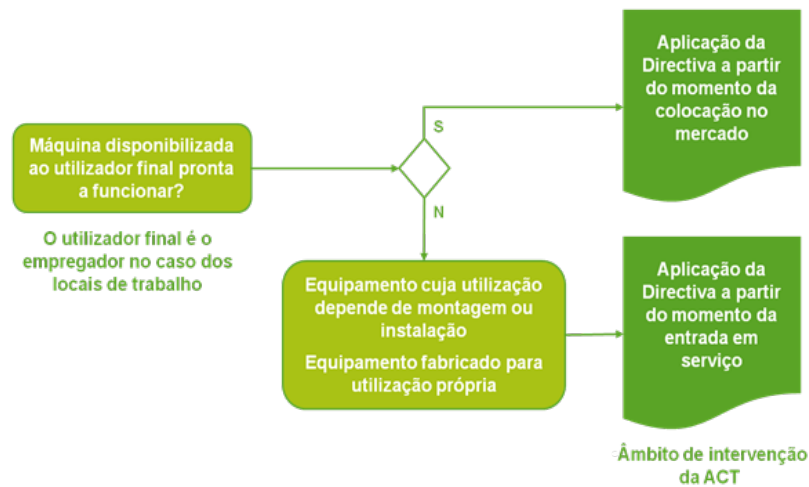 Máquina disponibilizada
ao utilizador final pronta
a funcionar?
O utilizador final é o
empregador no caso dos
locais de trabalho
S
N
Aplicação da
Directiva a partir
do momento da
colocação no
mercado
Equipamento cuja utilização
depende de montagem ou
instalação
Equipamento fabricado para
utilização própria
Aplicação da
Directiva a partir
do momento da
entrada em
serviço
Âmbito de intervenção
da ACT